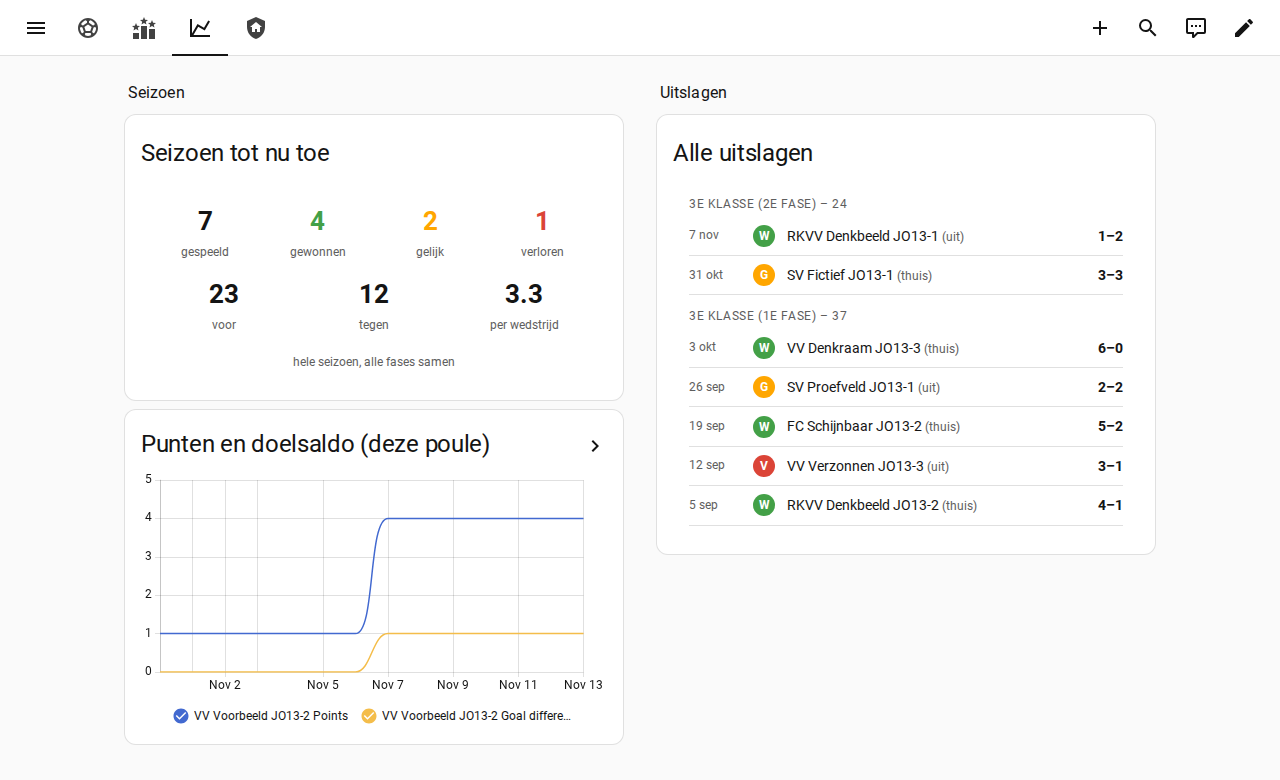 Seizoen
Seizoen tot nu toe
7 4 2 1
gespeeld gewonnen gelijk verloren
23 12 3.3
voor tegen per wedstrijd
hele seizoen, alle fases samen
Punten en doelsaldo (deze poule)
5
4
3
2
1
0
Nov 2 Nov 5 Nov 7 Nov 9 Nov 11 Nov 13
VV Voorbeeld JO13-2 Points VV Voorbeeld JO13-2 Goal differe...
Uitslagen
Alle uitslagen
3E KLASSE (2E FASE) – 24
7 nov W RKVV Denkbeeld JO13-1 (uit) 1–2
31 okt G SV Fictief JO13-1 (thuis) 3–3
3E KLASSE (1E FASE) – 37
3 okt W VV Denkraam JO13-3 (thuis) 6–0
26 sep G SV Proefveld JO13-1 (uit) 2–2
19 sep W FC Schijnbaar JO13-2 (thuis) 5–2
12 sep V VV Verzonnen JO13-3 (uit) 3–1
5 sep W RKVV Denkbeeld JO13-2 (thuis) 4–1